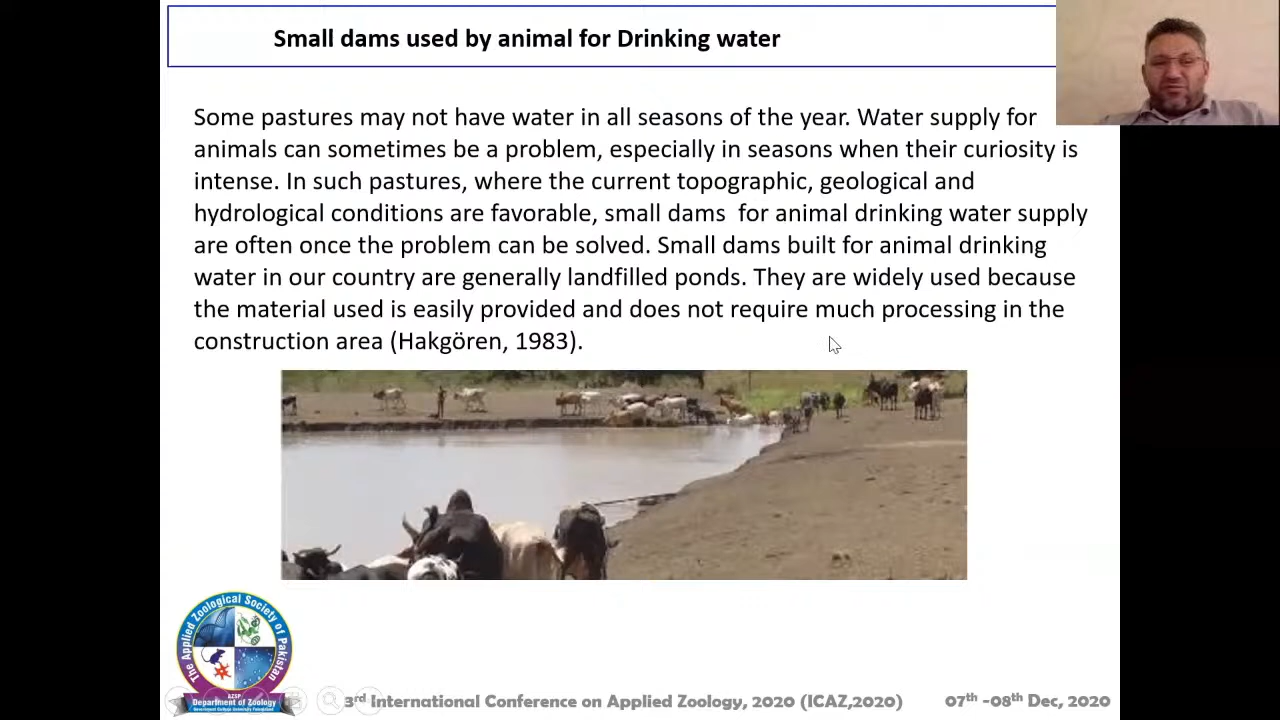 Small dams used by animal for Drinking water
Some pastures may not have water in all seasons of the year. Water supply for
animals can sometimes be a problem, especially in seasons when their curiosity is
intense. In such pastures, where the current topographic, geological and
hydrological conditions are favorable, small dams  for animal drinking water supply
are often once the problem can be solved. Small dams built for animal drinking
water in our country are generally landfilled ponds. They are widely used because
the material used is easily provided and does not require much processing in the
construction area (Hakgören, 1983).
The Applied Zoological Society of Pakistan
AZSP
Department of Zoology
3rd International Conference on Applied Zoology, 2020 (ICAZ,2020)
07th -08th Dec, 2020